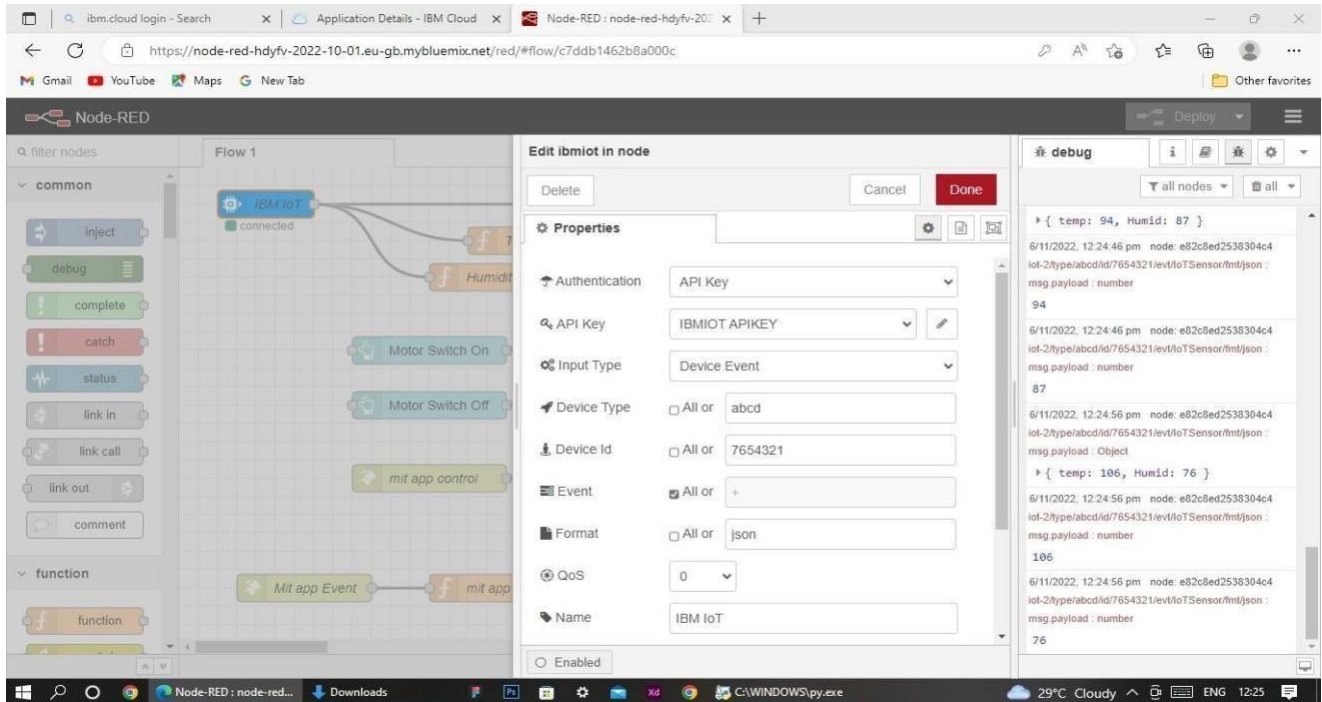 ibm.cloud login - Search
Application Details - IBM Cloud
Node-RED : node-red-hdyfv-202
https://node-red-hdyfv-2022-10-01.eu-gb.mybluemix.net/red/#flow/c7ddb1462b8a000c
Gmail YouTube Maps New Tab Other favorites
Node-RED Deploy
filter nodes
common
inject
debug
complete
catch
status
link in
link call
link out
comment
function
function
Flow 1
IBM IoT
connected
T
Humidit
Motor Switch On
Motor Switch Off
mit app control
Mit app Event
mit app
Edit ibmiot in node
Delete Cancel Done
Properties
Authentication API Key
API Key IBMIOT APIKEY
Input Type Device Event
Device Type All or abcd
Device Id All or 7654321
Event All or +
Format All or json
QoS 0
Name IBM IoT
Enabled
debug
all nodes all
{ temp: 94, Humid: 87 }
6/11/2022, 12:24:46 pm node: e82c8ed2538304c4
iot-2/type/abcd/id/7654321/evt/IoTSensor/fmt/json :
msg.payload : number
94
6/11/2022, 12:24:46 pm node: e82c8ed2538304c4
iot-2/type/abcd/id/7654321/evt/IoTSensor/fmt/json :
msg.payload : number
87
6/11/2022, 12:24:56 pm node: e82c8ed2538304c4
iot-2/type/abcd/id/7654321/evt/IoTSensor/fmt/json :
msg.payload : Object
{ temp: 106, Humid: 76 }
6/11/2022, 12:24:56 pm node: e82c8ed2538304c4
iot-2/type/abcd/id/7654321/evt/IoTSensor/fmt/json :
msg.payload : number
106
6/11/2022, 12:24:56 pm node: e82c8ed2538304c4
iot-2/type/abcd/id/7654321/evt/IoTSensor/fmt/json :
msg.payload : number
76
Node-RED : node-red... Downloads Ps Xd C:\WINDOWS\py.exe 29°C Cloudy ENG 12:25